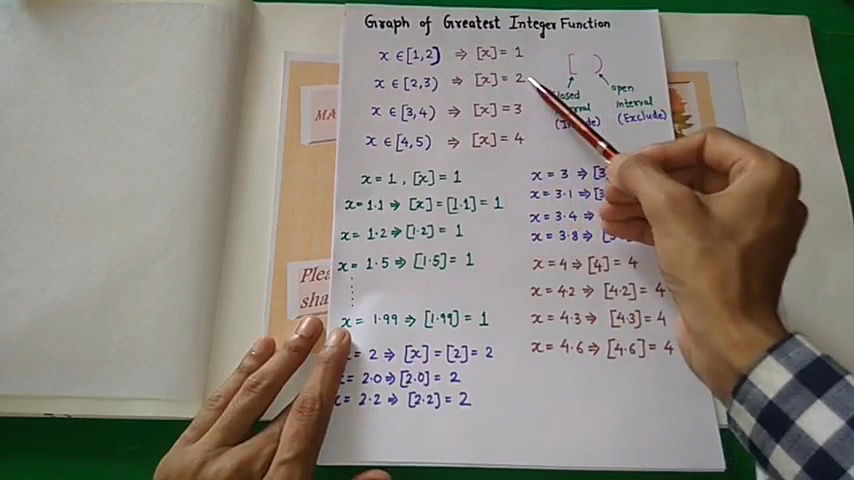 Graph of Greatest Integer Function
x ∈ [1,2) ⇒ [x] = 1
x ∈ [2,3) ⇒ [x] = 2
x ∈ [3,4) ⇒ [x] = 3
x ∈ [4,5) ⇒ [x] = 4
[ )
open
Interval
(Exclude)
x = 1 , [x] = 1
x = 1.1 ⇒ [x] = [1.1] = 1
x = 1.2 ⇒ [1.2] = 1
x = 1.5 ⇒ [1.5] = 1
x = 1.99 ⇒ [1.99] = 1
= 2 ⇒ [x] = [2] = 2
x = 2.0 ⇒ [2.0] = 2
x = 2.2 ⇒ [2.2] = 2
x = 3 ⇒ [3
x = 3.1 ⇒ [3
x = 3.4 ⇒
x = 3.8 ⇒
x = 4 ⇒ [4] = 4
x = 4.2 ⇒ [4.2] = 4
x = 4.3 ⇒ [4.3] = 4
x = 4.6 ⇒ [4.6] = 4
MA
Plea
sha